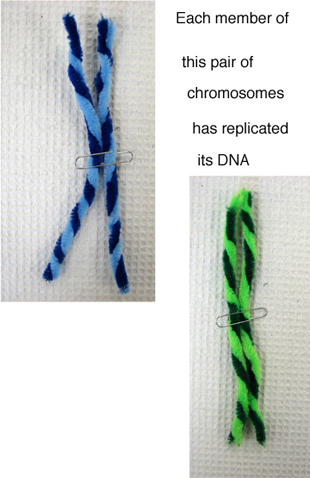 Each member of
this pair of
chromosomes
has replicated
its DNA